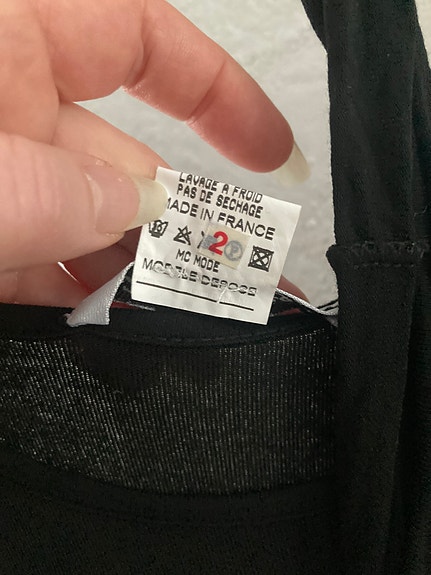 LAVAGE A FROID
PAS DE SECHAGE
MADE IN FRANCE
2 P
MC MODE
MODELE DEPOSE